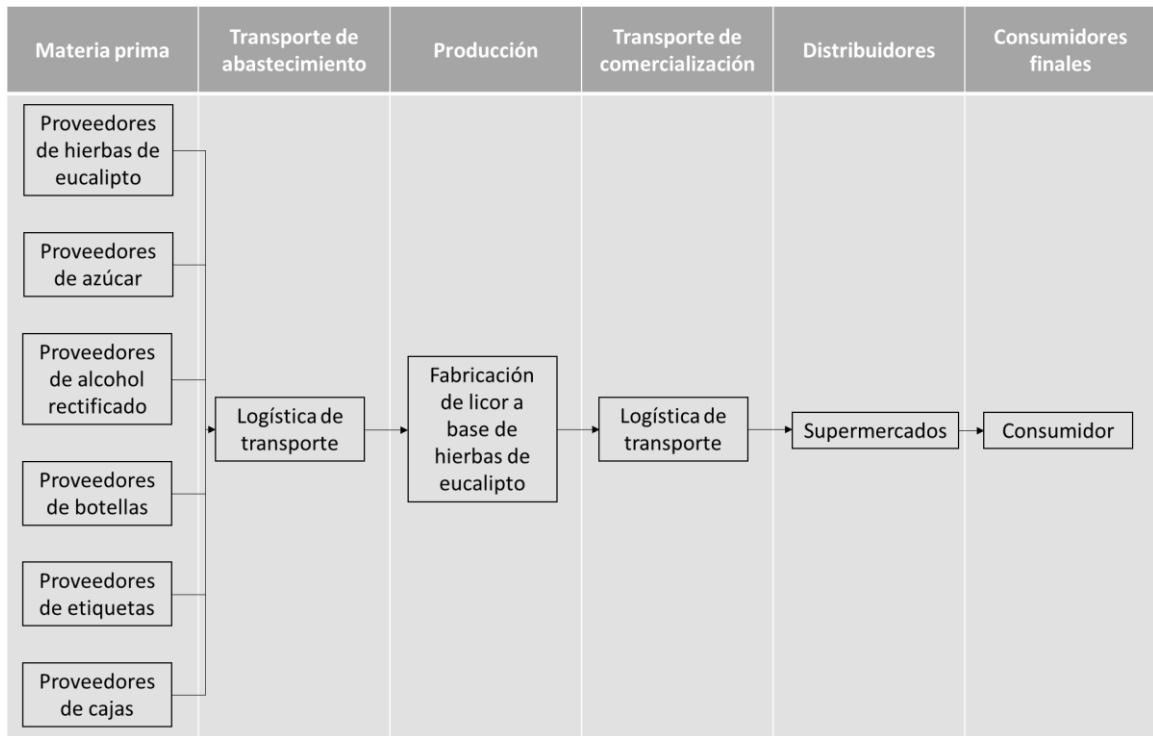 Materia prima
Transporte de
abastecimiento
Producción
Transporte de
comercialización
Distribuidores
Consumidores
finales
Proveedores
de hierbas de
eucalipto
Proveedores
de azúcar
Proveedores
de alcohol
rectificado
Proveedores
de botellas
Proveedores
de etiquetas
Proveedores
de cajas
Logística de
transporte
Fabricación
de licor a
base de
hierbas de
eucalipto
Logística de
transporte
Supermercados
Consumidor